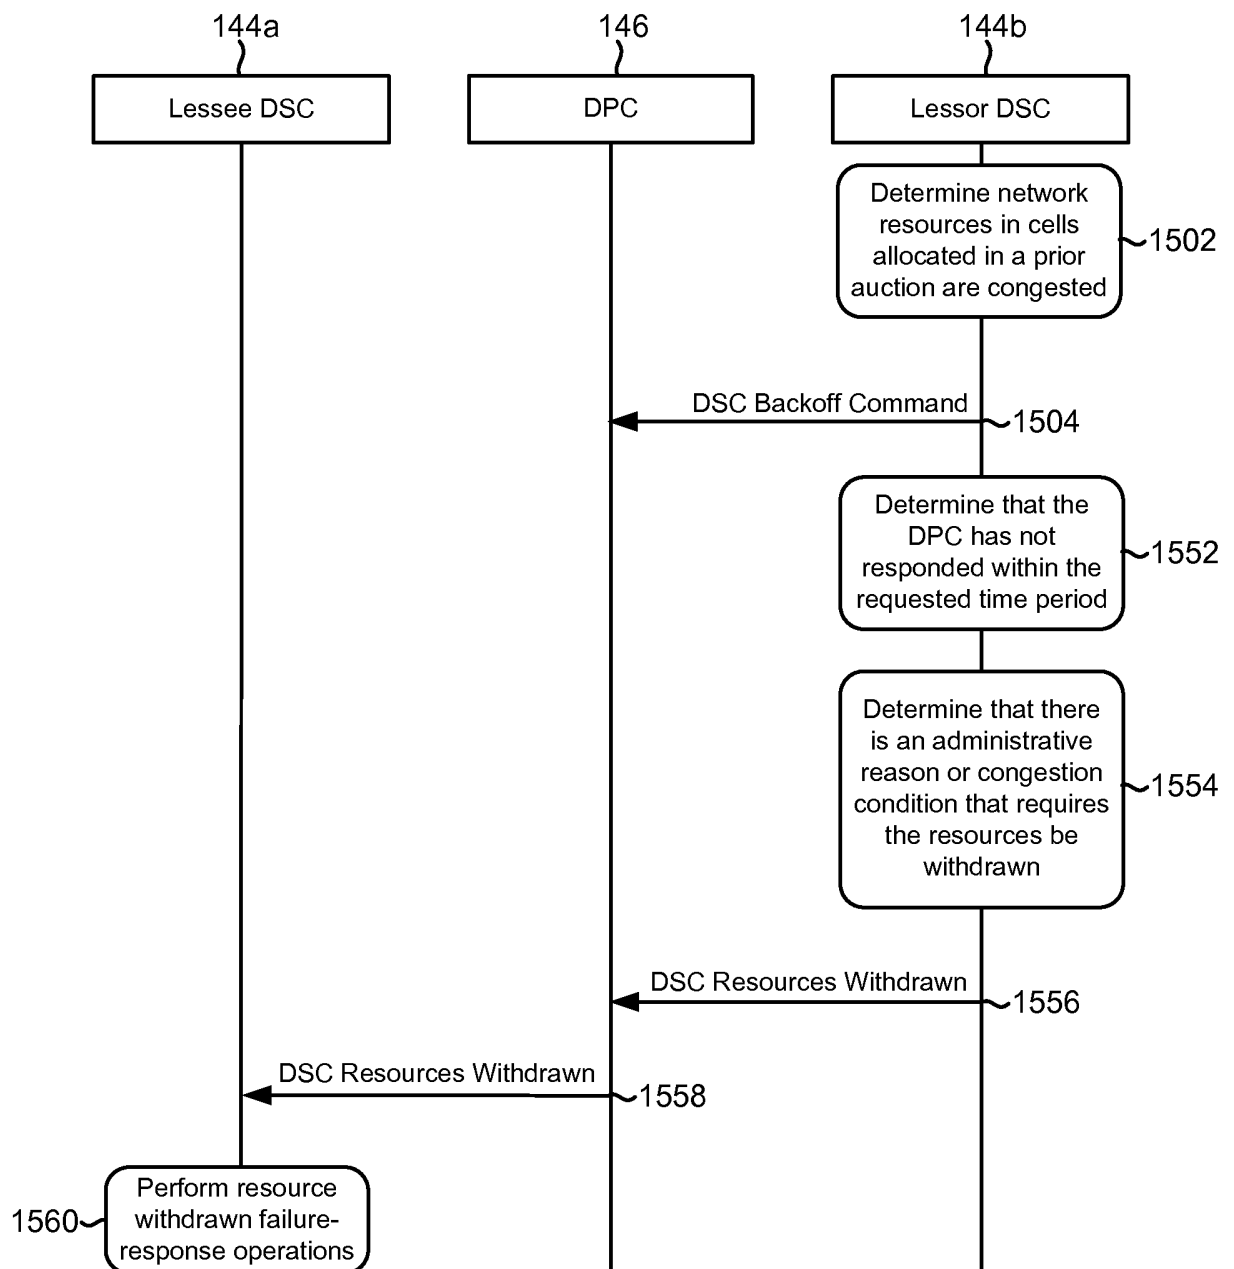 144a
146
144b
Lessee DSC
DPC
Lessor DSC
Determine network
resources in cells
allocated in a prior
auction are congested
1502
DSC Backoff Command
1504
Determine that the
DPC has not
responded within the
requested time period
1552
Determine that there
is an administrative
reason or congestion
condition that requires
the resources be
withdrawn
1554
DSC Resources Withdrawn
1556
DSC Resources Withdrawn
1558
Perform resource
withdrawn failure-
response operations
1560